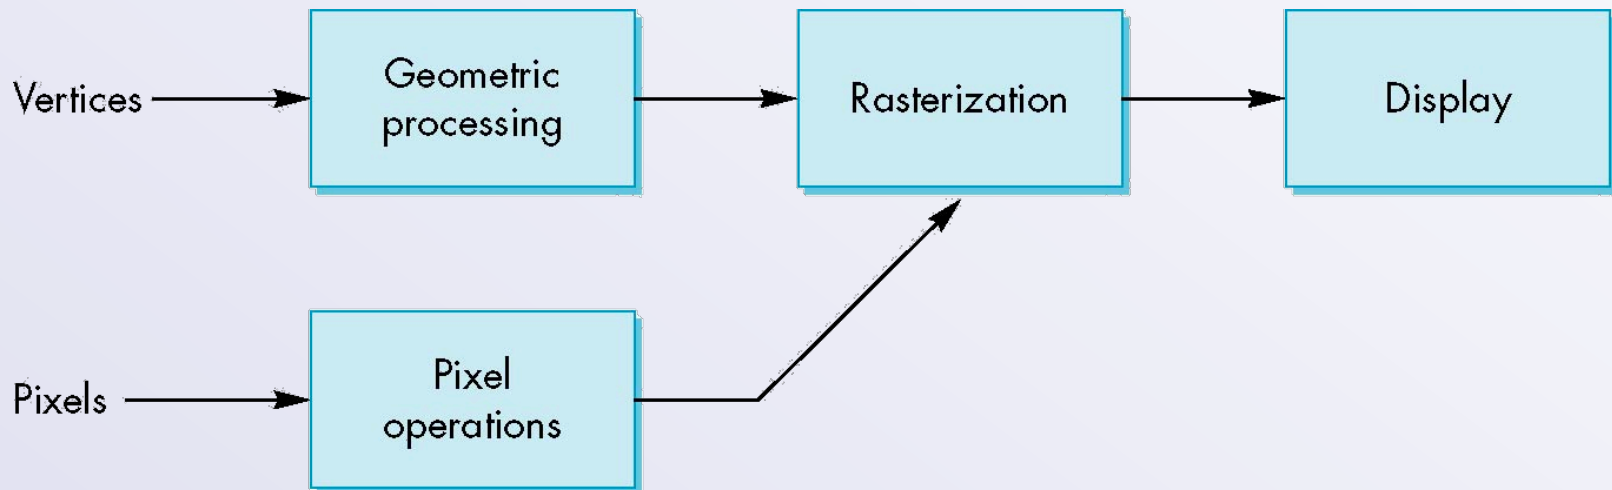 Vertices
Geometric
processing
Rasterization
Display
Pixels
Pixel
operations